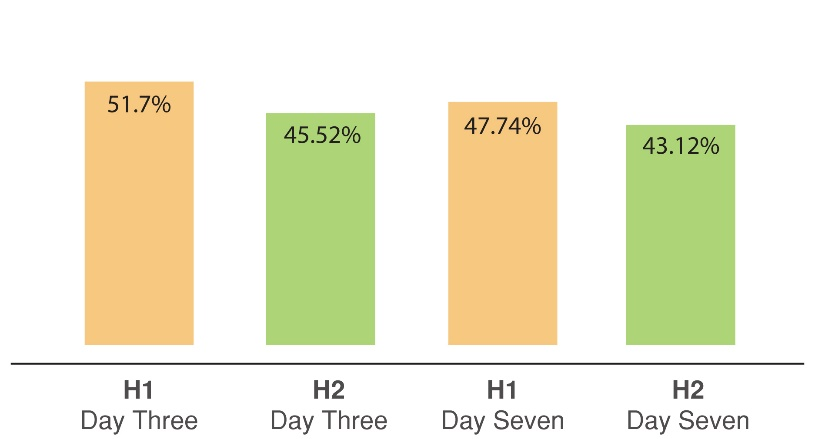 51.7%
45.52%
47.74%
43.12%
H1
Day Three
H2
Day Three
H1
Day Seven
H2
Day Seven